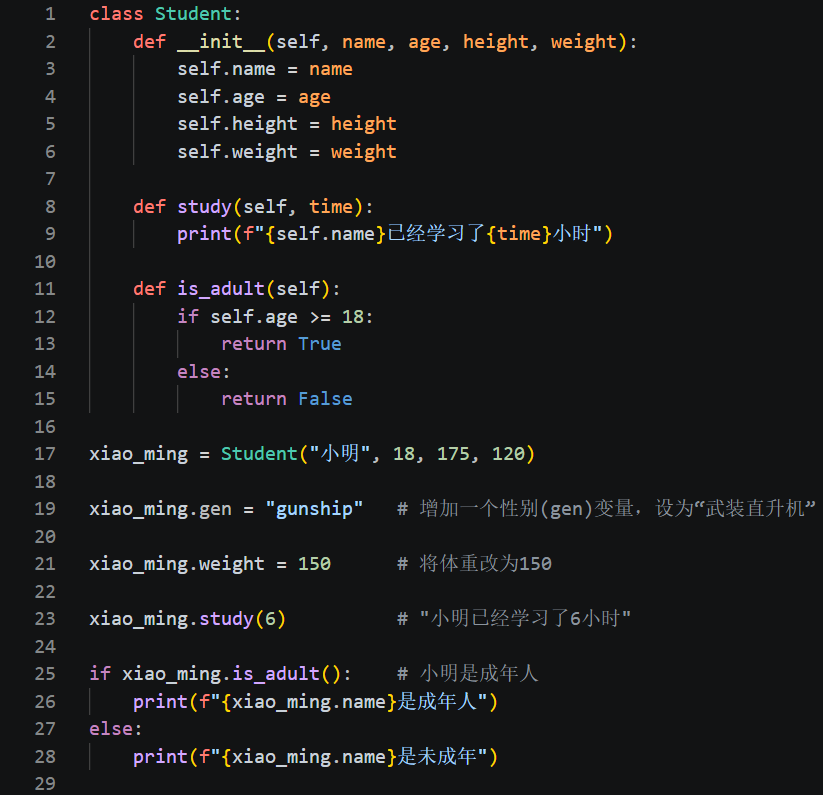 1 class Student:
2     def __init__(self, name, age, height, weight):
3         self.name = name
4         self.age = age
5         self.height = height
6         self.weight = weight
7
8     def study(self, time):
9         print(f"{self.name}已经学习了{time}小时")
10
11     def is_adult(self):
12         if self.age >= 18:
13             return True
14         else:
15             return False
16
17 xiao_ming = Student("小明", 18, 175, 120)
18
19 xiao_ming.gen = "gunship"   # 增加一个性别(gen)变量，设为“武装直升机”
20
21 xiao_ming.weight = 150      # 将体重改为150
22
23 xiao_ming.study(6)          # "小明已经学习了6小时"
24
25 if xiao_ming.is_adult():    # 小明是成年人
26     print(f"{xiao_ming.name}是成年人")
27 else:
28     print(f"{xiao_ming.name}是未成年")
29